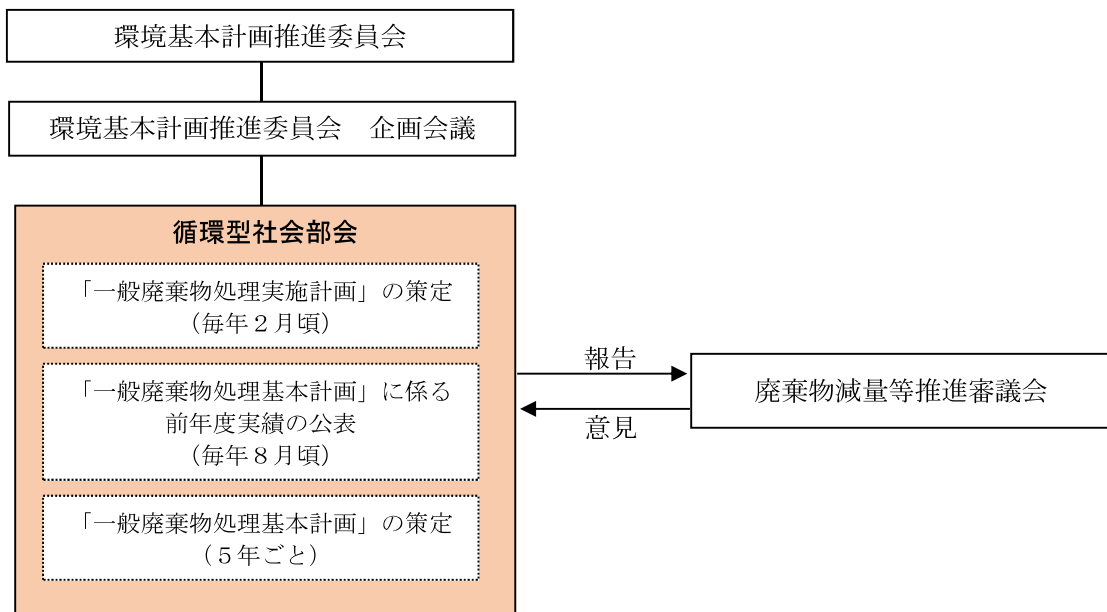 環境基本計画推進委員会
環境基本計画推進委員会　企画会議
循環型社会部会
「一般廃棄物処理実施計画」の策定
（毎年２月頃）
「一般廃棄物処理基本計画」に係る
前年度実績の公表
（毎年８月頃）
「一般廃棄物処理基本計画」の策定
（５年ごと）
報告
意見
廃棄物減量等推進審議会